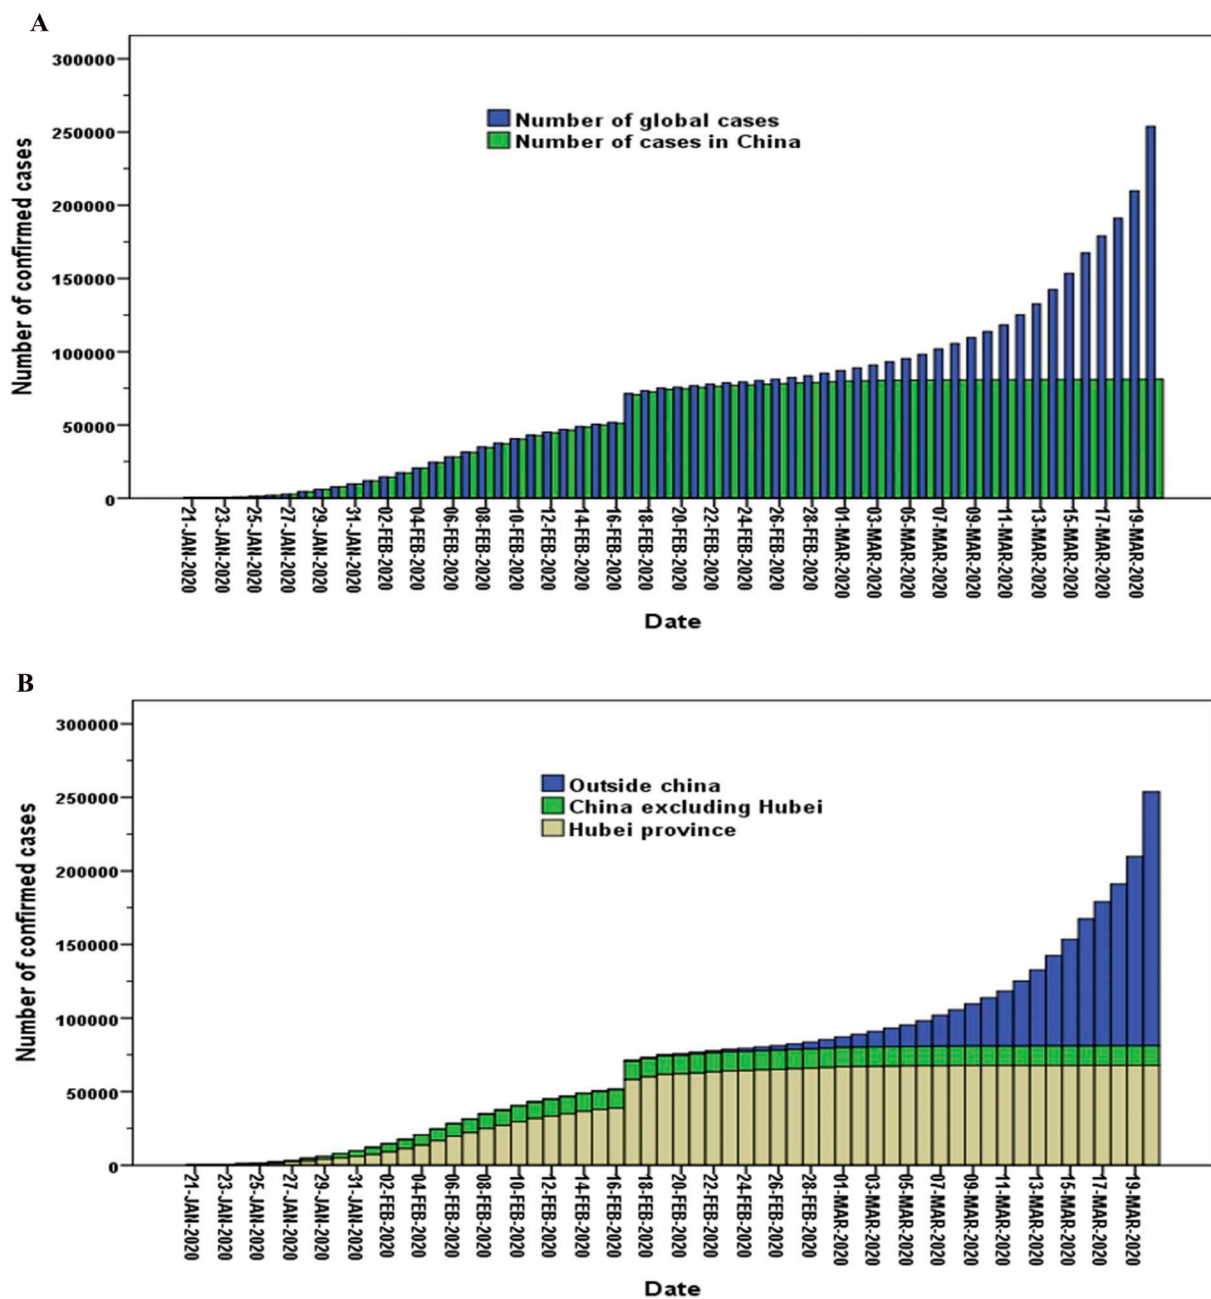 A
300000
250000
200000
150000
100000
50000
0
Number of confirmed cases
Number of global cases
Number of cases in China
21-JAN-2020
23-JAN-2020
25-JAN-2020
27-JAN-2020
29-JAN-2020
31-JAN-2020
02-FEB-2020
04-FEB-2020
06-FEB-2020
08-FEB-2020
10-FEB-2020
12-FEB-2020
14-FEB-2020
16-FEB-2020
18-FEB-2020
20-FEB-2020
22-FEB-2020
24-FEB-2020
26-FEB-2020
28-FEB-2020
01-MAR-2020
03-MAR-2020
05-MAR-2020
07-MAR-2020
09-MAR-2020
11-MAR-2020
13-MAR-2020
15-MAR-2020
17-MAR-2020
19-MAR-2020
Date
B
300000
250000
200000
150000
100000
50000
0
Number of confirmed cases
Outside china
China excluding Hubei
Hubei province
21-JAN-2020
23-JAN-2020
25-JAN-2020
27-JAN-2020
29-JAN-2020
31-JAN-2020
02-FEB-2020
04-FEB-2020
06-FEB-2020
08-FEB-2020
10-FEB-2020
12-FEB-2020
14-FEB-2020
16-FEB-2020
18-FEB-2020
20-FEB-2020
22-FEB-2020
24-FEB-2020
26-FEB-2020
28-FEB-2020
01-MAR-2020
03-MAR-2020
05-MAR-2020
07-MAR-2020
09-MAR-2020
11-MAR-2020
13-MAR-2020
15-MAR-2020
17-MAR-2020
19-MAR-2020
Date